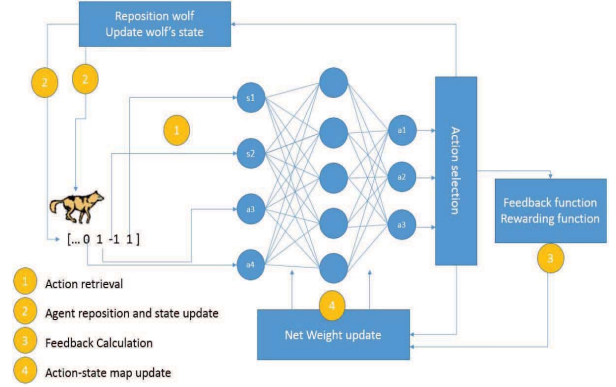 Reposition wolf
Update wolf's state
2
2
1
s1
s2
a3
a4
a1
a2
a3
Action selection
Feedback function
Rewarding function
3
[... 0 1 -1 1 ]
4
Net Weight update
1 Action retrieval
2 Agent reposition and state update
3 Feedback Calculation
4 Action-state map update